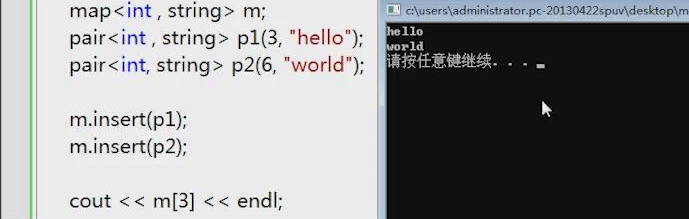 map<int , string> m;
pair<int , string> p1(3, "hello");
pair<int, string> p2(6, "world");
m.insert(p1);
m.insert(p2);
cout << m[3] << endl;
c:\users\administrator.pc-20130422spuv\desktop\m
hello
world
请按任意键继续. . .